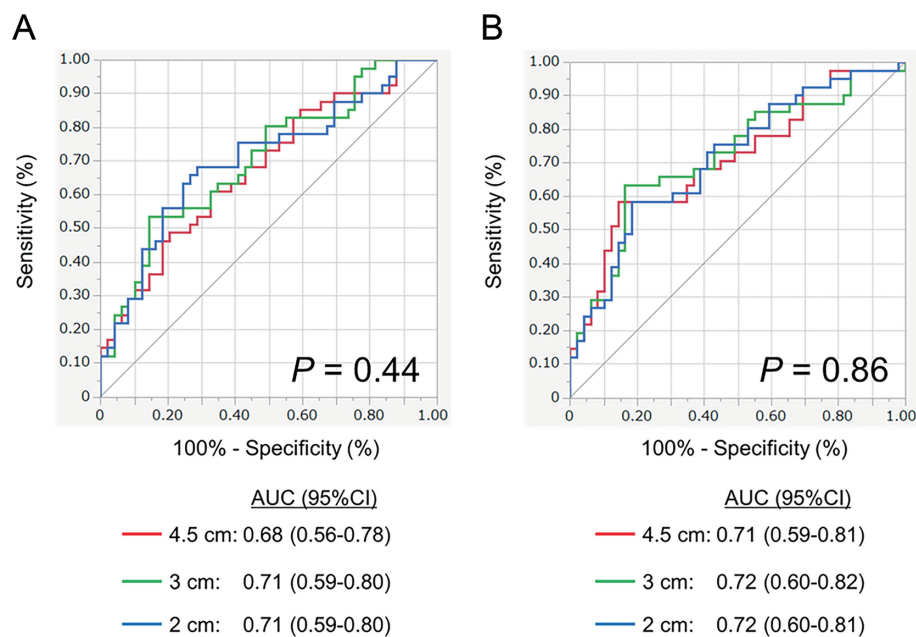 A
1.00
0.90
0.80
0.70
0.60
0.50
0.40
0.30
0.20
0.10
0
Sensitivity (%)
0 0.20 0.40 0.60 0.80 1.00
100% - Specificity (%)
P = 0.44
AUC (95%CI)
4.5 cm: 0.68 (0.56-0.78)
3 cm: 0.71 (0.59-0.80)
2 cm: 0.71 (0.59-0.80)
B
1.00
0.90
0.80
0.70
0.60
0.50
0.40
0.30
0.20
0.10
0
Sensitivity (%)
0 0.20 0.40 0.60 0.80 1.00
100% - Specificity (%)
P = 0.86
AUC (95%CI)
4.5 cm: 0.71 (0.59-0.81)
3 cm: 0.72 (0.60-0.82)
2 cm: 0.72 (0.60-0.81)